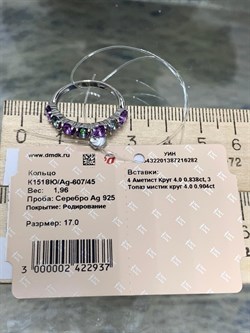 www.dmdk.ru
УИН
6432201387216282
Кольцо
К1518Ю/Ag-607/45
Вес: 1,96
Проба: Серебро Ag 925
Покрытие: Родирование
Размер: 17.0
Вставки:
4 Аметист Круг 4.0 0.838ct, 3
Топаз мистик круг 4.0 0.904ct
3 000002 422937